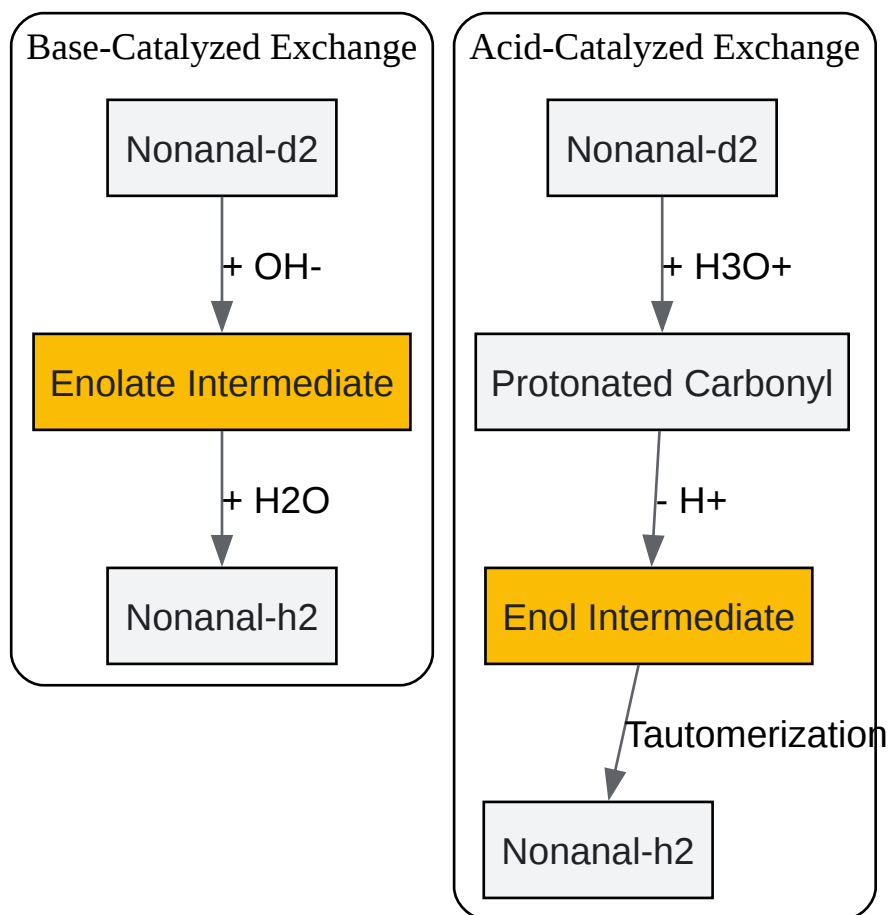 Base-Catalyzed Exchange
Nonanal-d2
+ OH-
Enolate Intermediate
+ H2O
Nonanal-h2
Acid-Catalyzed Exchange
Nonanal-d2
+ H3O+
Protonated Carbonyl
- H+
Enol Intermediate
Tautomerization
Nonanal-h2